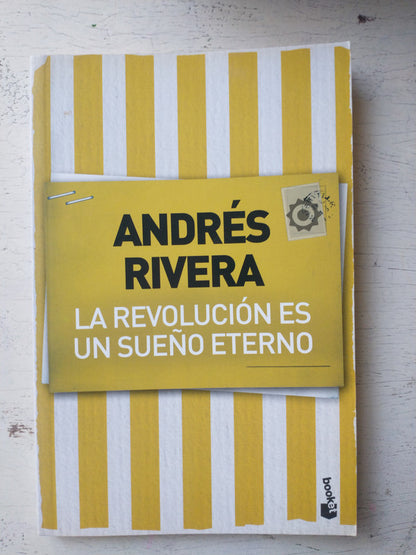 ANDRÉS
RIVERA
LA REVOLUCIÓN ES
UN SUEÑO ETERNO
booket